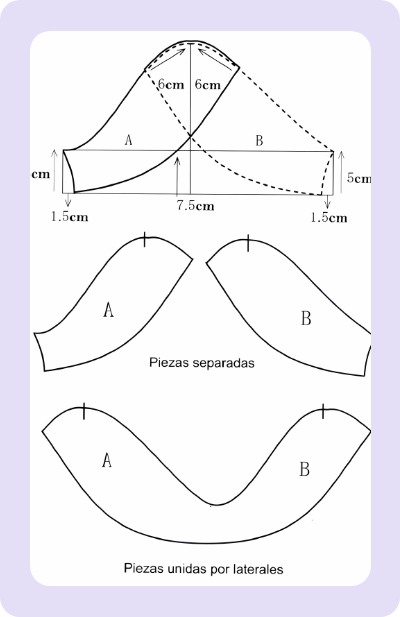 6cm 6cm
A B
cm 5cm
1.5cm 7.5cm 1.5cm
A B
Piezas separadas
A B
Piezas unidas por laterales